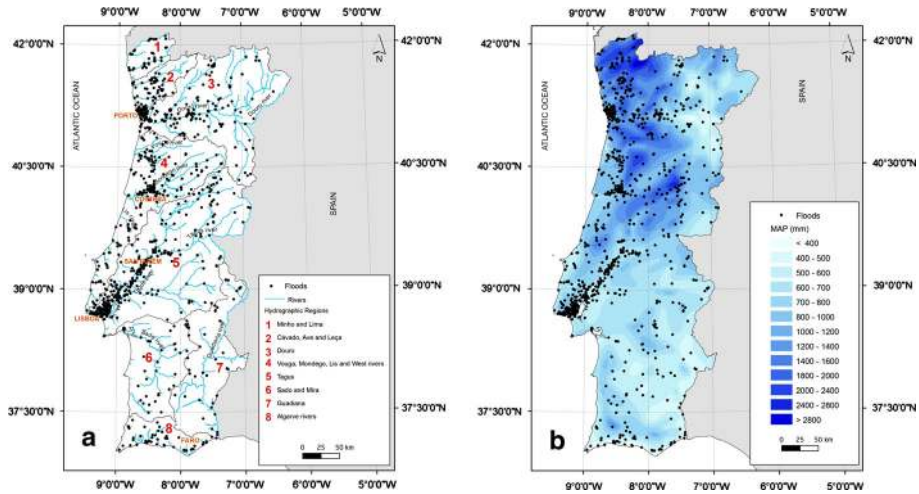 9°0'0"W 8°0'0"W 7°0'0"W 6°0'0"W 5°0'0"W
42°0'0"N
40°30'0"N
39°0'0"N
37°30'0"N
ATLANTIC OCEAN
SPAIN
N
1
2
3
PORTO
Douro river
4
COIMBRA
SANTARÉM
5
LISBOA
6
7
8
FARO
Floods
Rivers
Hydrographic Regions
1 Minho and Lima
2 Cávado, Ave and Leça
3 Douro
4 Vouga, Mondego, Lis and West rivers
5 Tagus
6 Sado and Mira
7 Guadiana
8 Algarve rivers
0 25 50 km
a
42°0'0"N
40°30'0"N
39°0'0"N
37°30'0"N
9°0'0"W 8°0'0"W 7°0'0"W 6°0'0"W 5°0'0"W
9°0'0"W 8°0'0"W 7°0'0"W 6°0'0"W 5°0'0"W
42°0'0"N
40°30'0"N
39°0'0"N
37°30'0"N
ATLANTIC OCEAN
SPAIN
N
Floods
MAP (mm)
< 400
400 - 500
500 - 600
600 - 700
700 - 800
800 - 1000
1000 - 1200
1200 - 1400
1400 - 1600
1800 - 2000
2000 - 2400
2400 - 2800
> 2800
0 25 50 km
b
42°0'0"N
40°30'0"N
39°0'0"N
37°30'0"N
9°0'0"W 8°0'0"W 7°0'0"W 6°0'0"W 5°0'0"W